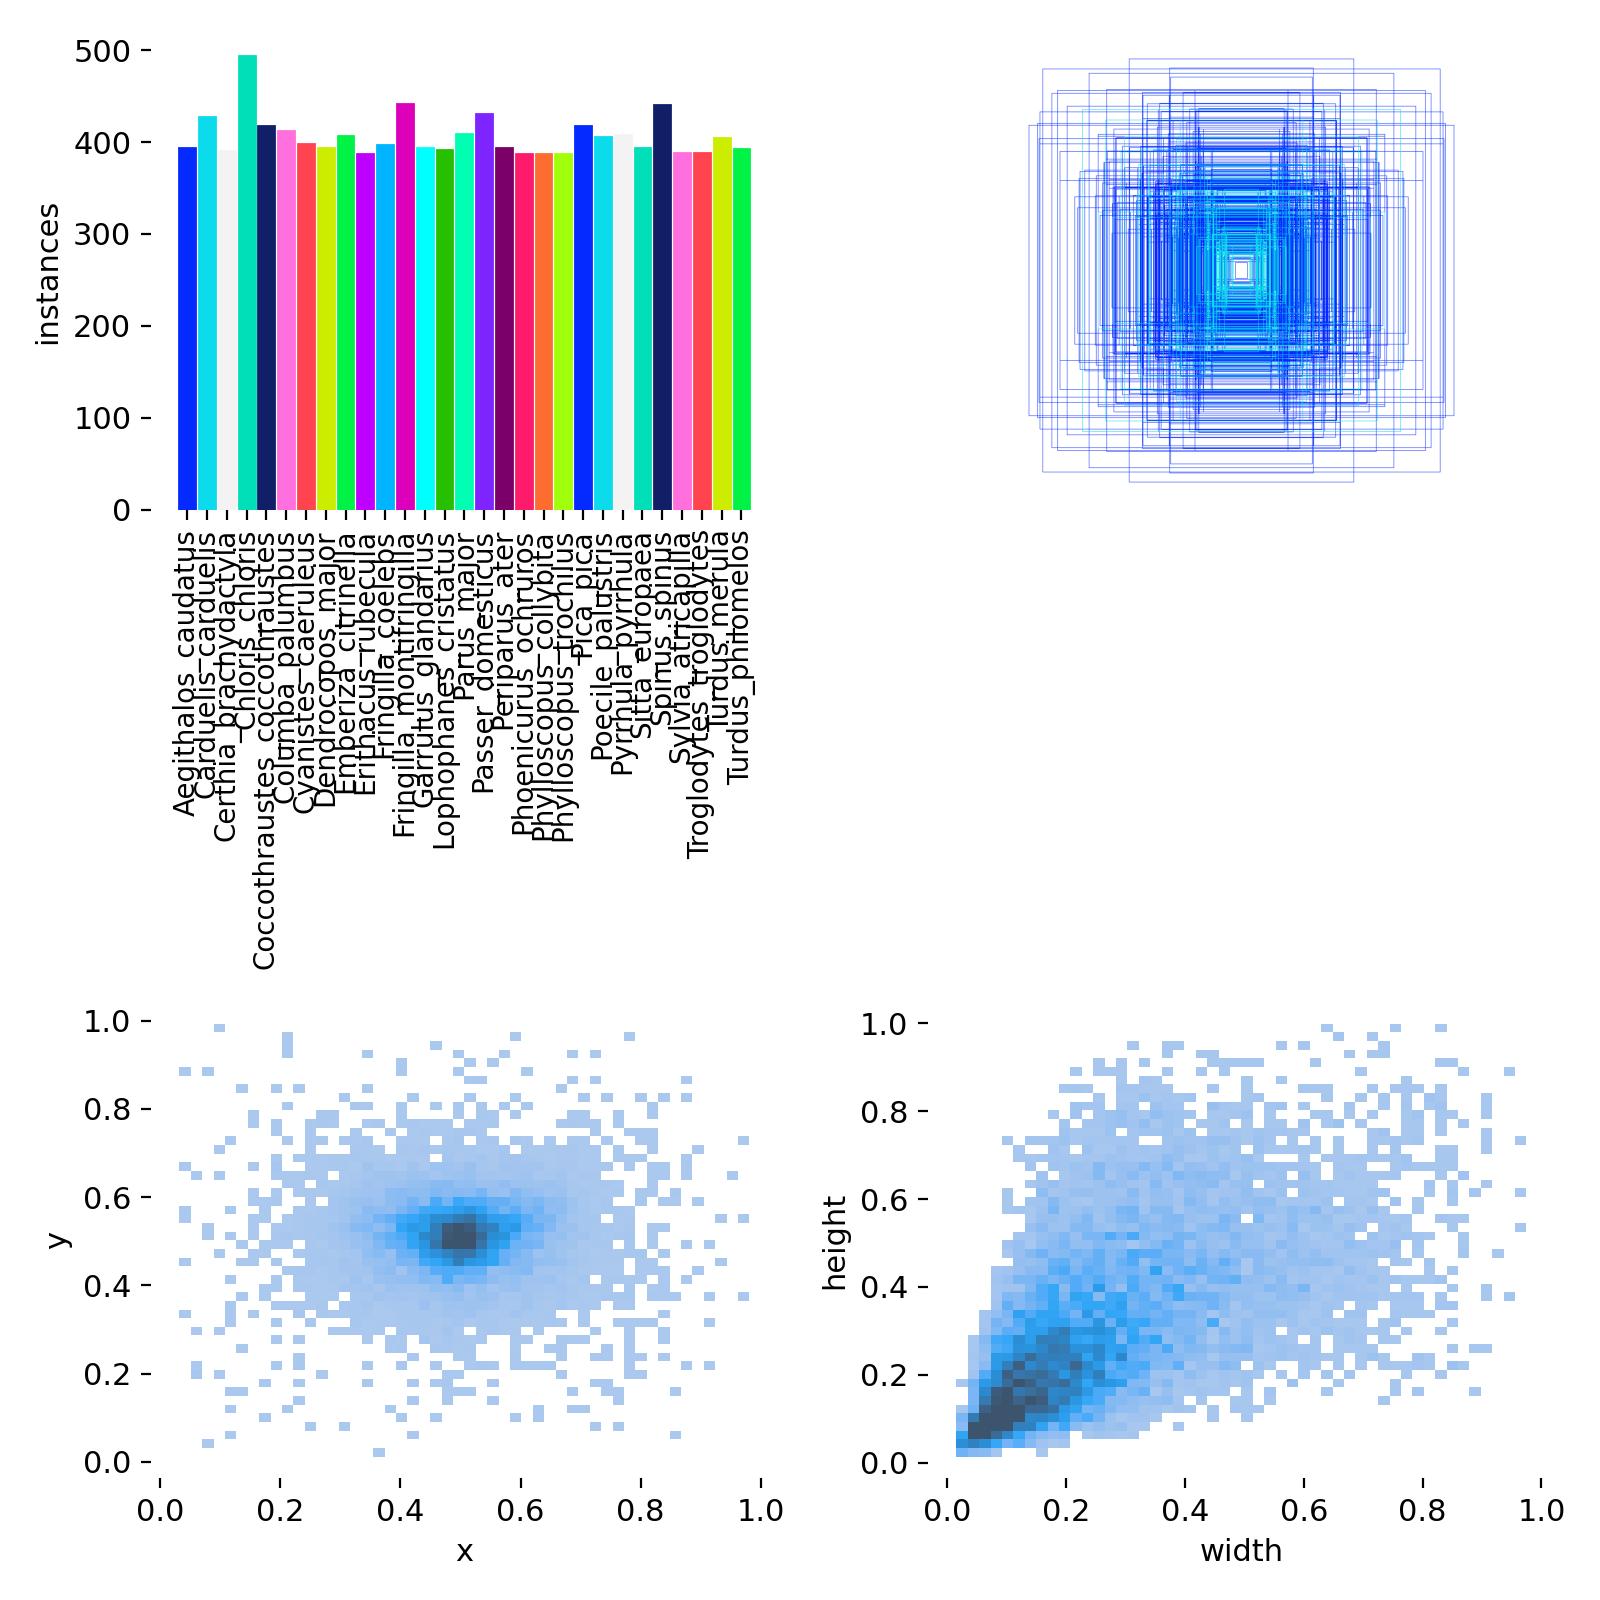 500
400
300
200
100
0
instances
Aegithalos_caudatus
Carduelis_carduelis
Certhia_brachydactyla
Chloris_chloris
Coccothraustes_coccothraustes
Columba_palumbus
Cyanistes_caeruleus
Dendrocopos_major
Emberiza_citrinella
Erithacus_rubecula
Fringilla_coelebs
Fringilla_montifringilla
Garrulus_glandarius
Lophophanes_cristatus
Parus_major
Passer_domesticus
Periparus_ater
Phoenicurus_ochruros
Phylloscopus_collybita
Phylloscopus_trochilus
Pica_pica
Poecile_palustris
Pyrrhula_pyrrhula
Sitta_europaea
Spinus_spinus
Sylvia_atricapilla
Troglodytes_troglodytes
Turdus_merula
Turdus_philomelos
1.0
0.8
0.6
0.4
0.2
0.0
y
0.0 0.2 0.4 0.6 0.8 1.0
x
1.0
0.8
0.6
0.4
0.2
0.0
height
0.0 0.2 0.4 0.6 0.8 1.0
width